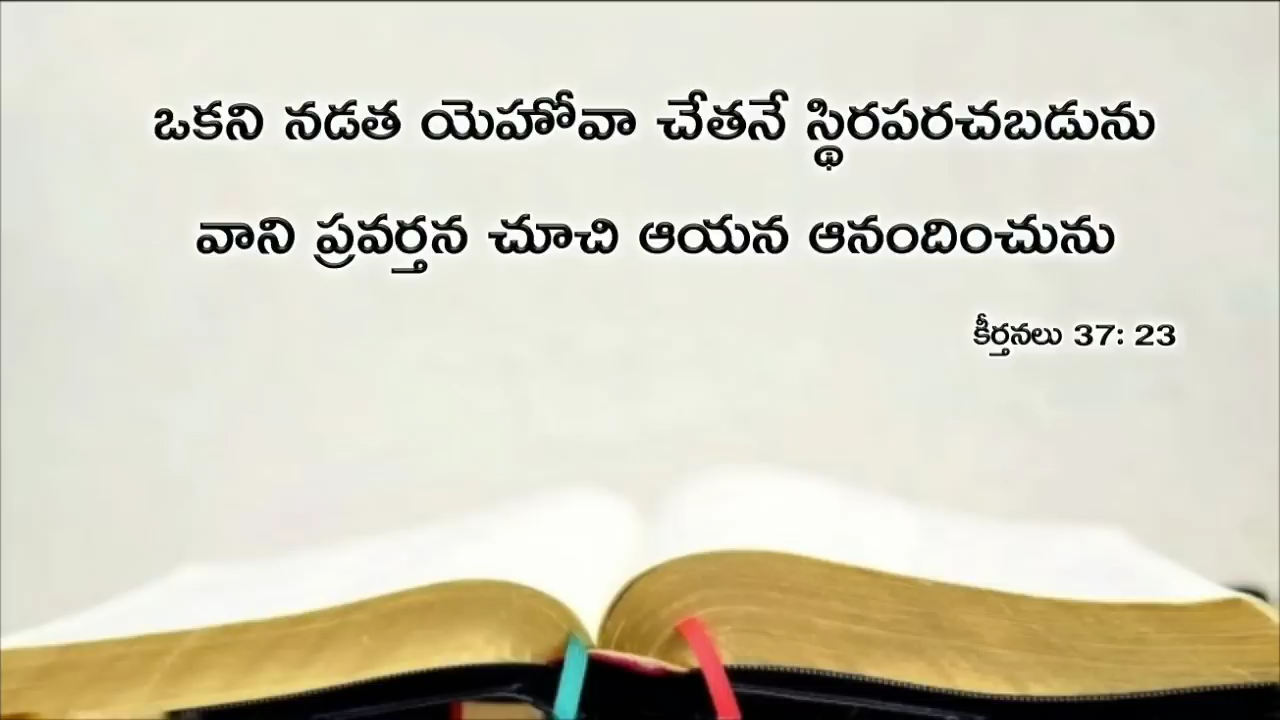 ఒకని నడత యెహోవా చేతనే స్థిరపరచబడును
వాని ప్రవర్తన చూచి ఆయన ఆనందించును
కీర్తనలు 37: 23